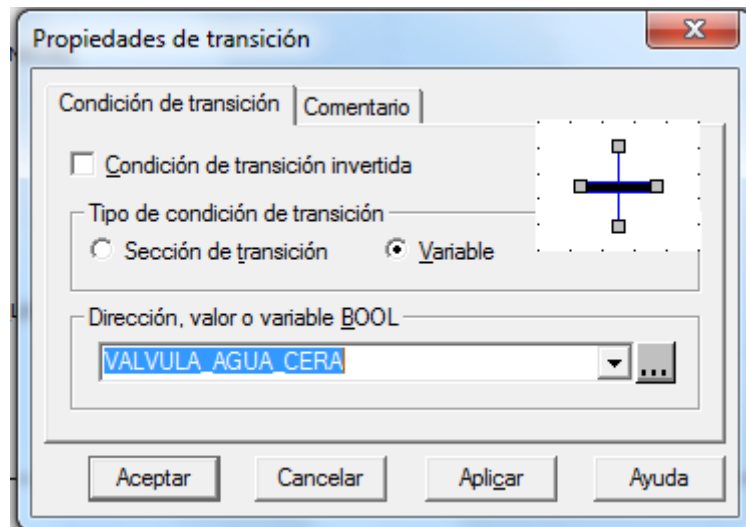 Propiedades de transición
Condición de transición
Comentario
Condición de transición invertida
Tipo de condición de transición
Sección de transición
Variable
Dirección, valor o variable BOOL
VALVULA_AGUA_CERA
...
Aceptar
Cancelar
Aplicar
Ayuda